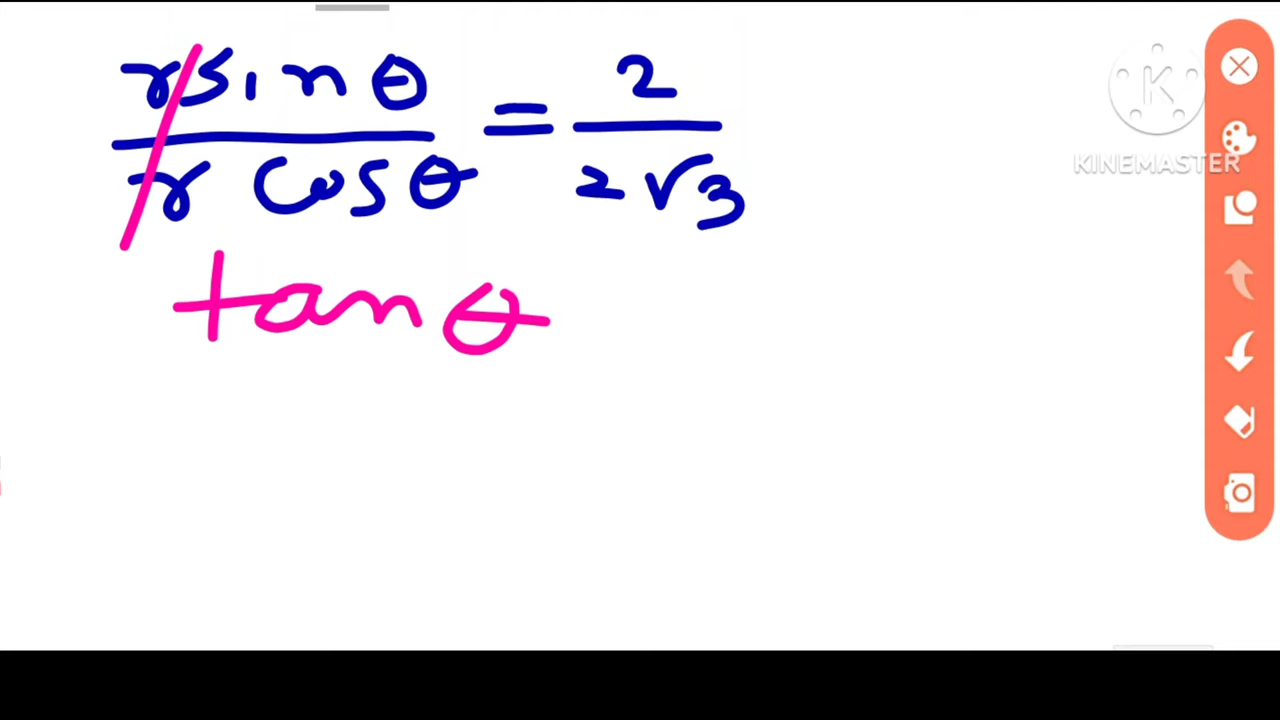 r sin θ / r cos θ = 2 / 2√3
KINEMASTER
tan θ